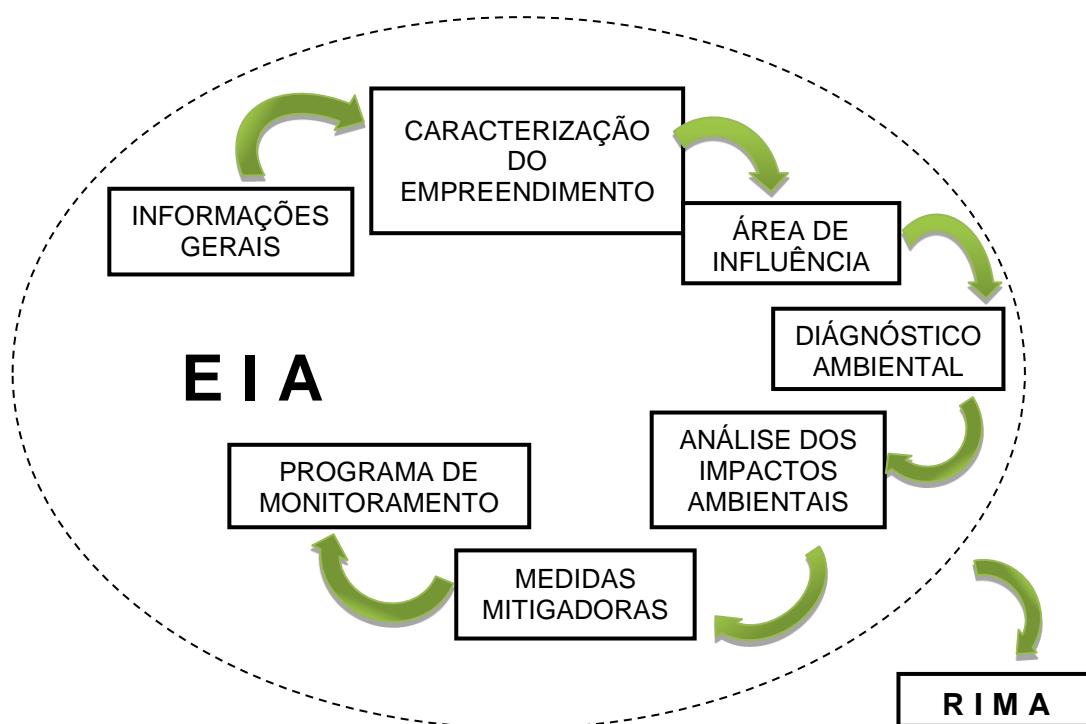 CARACTERIZAÇÃO
DO
EMPREENDIMENTO
INFORMAÇÕES
GERAIS
ÁREA DE
INFLUÊNCIA
DIÁGNÓSTICO
AMBIENTAL
E I A
ANÁLISE DOS
IMPACTOS
AMBIENTAIS
PROGRAMA DE
MONITORAMENTO
MEDIDAS
MITIGADORAS
R I M A